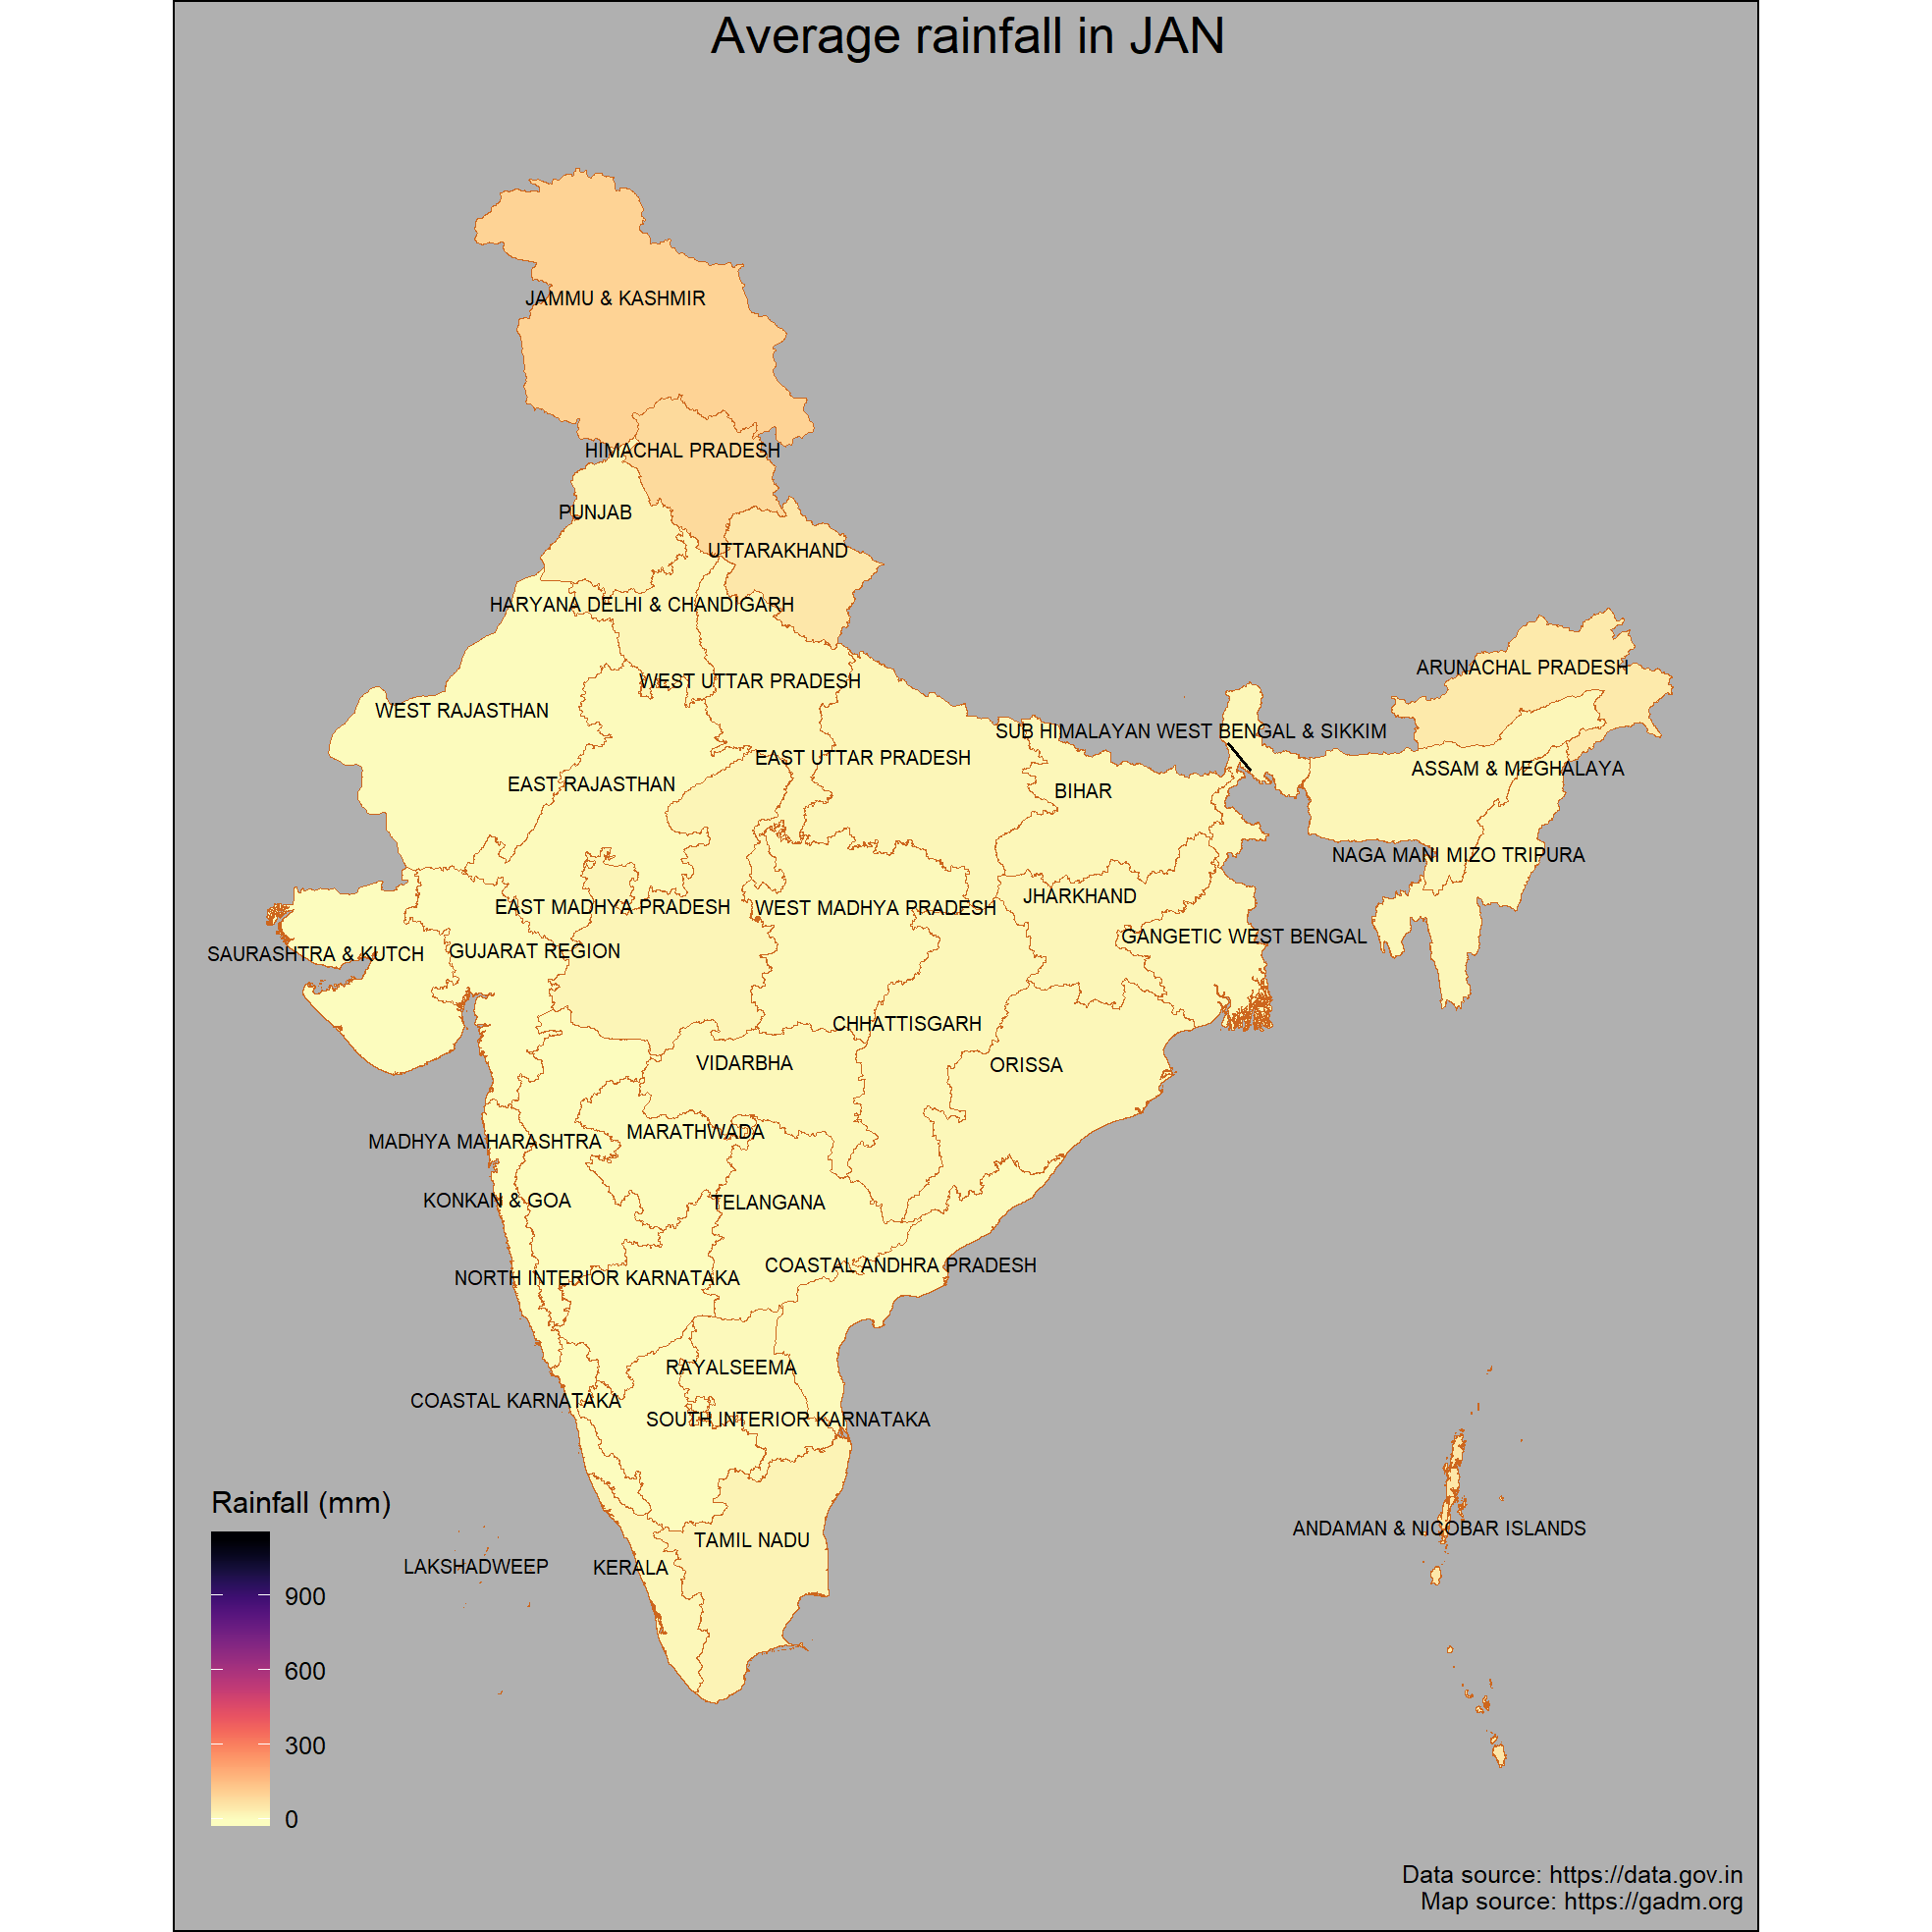 Average rainfall in JAN
JAMMU & KASHMIR
HIMACHAL PRADESH
PUNJAB
UTTARAKHAND
HARYANA DELHI & CHANDIGARH
ARUNACHAL PRADESH
WEST UTTAR PRADESH
WEST RAJASTHAN
SUB HIMALAYAN WEST BENGAL & SIKKIM
EAST UTTAR PRADESH
ASSAM & MEGHALAYA
EAST RAJASTHAN
BIHAR
NAGA MANI MIZO TRIPURA
JHARKHAND
EAST MADHYA PRADESH
WEST MADHYA PRADESH
GANGETIC WEST BENGAL
SAURASHTRA & KUTCH
GUJARAT REGION
CHHATTISGARH
VIDARBHA
ORISSA
MARATHWADA
MADHYA MAHARASHTRA
KONKAN & GOA
TELANGANA
COASTAL ANDHRA PRADESH
NORTH INTERIOR KARNATAKA
RAYALSEEMA
COASTAL KARNATAKA
SOUTH INTERIOR KARNATAKA
ANDAMAN & NICOBAR ISLANDS
TAMIL NADU
LAKSHADWEEP
KERALA
Rainfall (mm)
900
600
300
0
Data source: https://data.gov.in
Map source: https://gadm.org